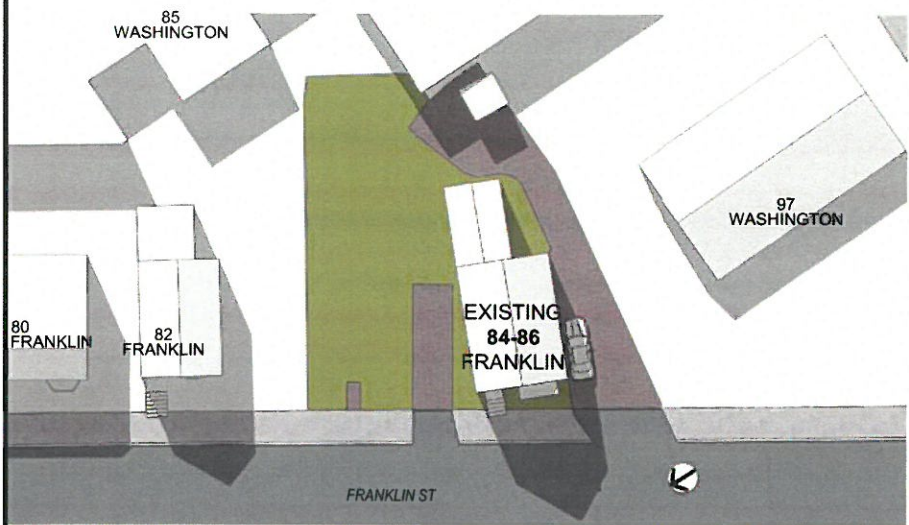 85
WASHINGTON
97
WASHINGTON
80
FRANKLIN
82
FRANKLIN
EXISTING
84-86
FRANKLIN
FRANKLIN ST